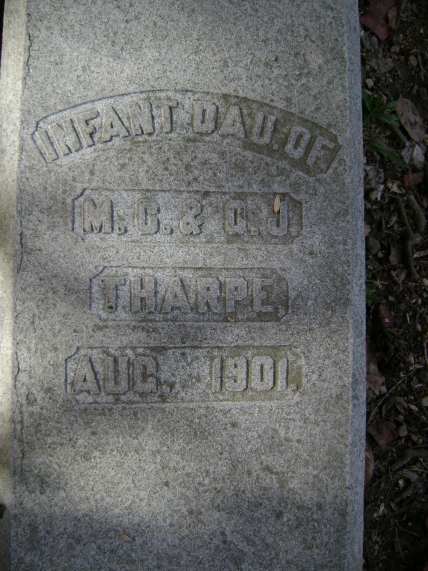 INFANT DAU. OF
M. C. & O. J.
THARPE
AUG. 1901.